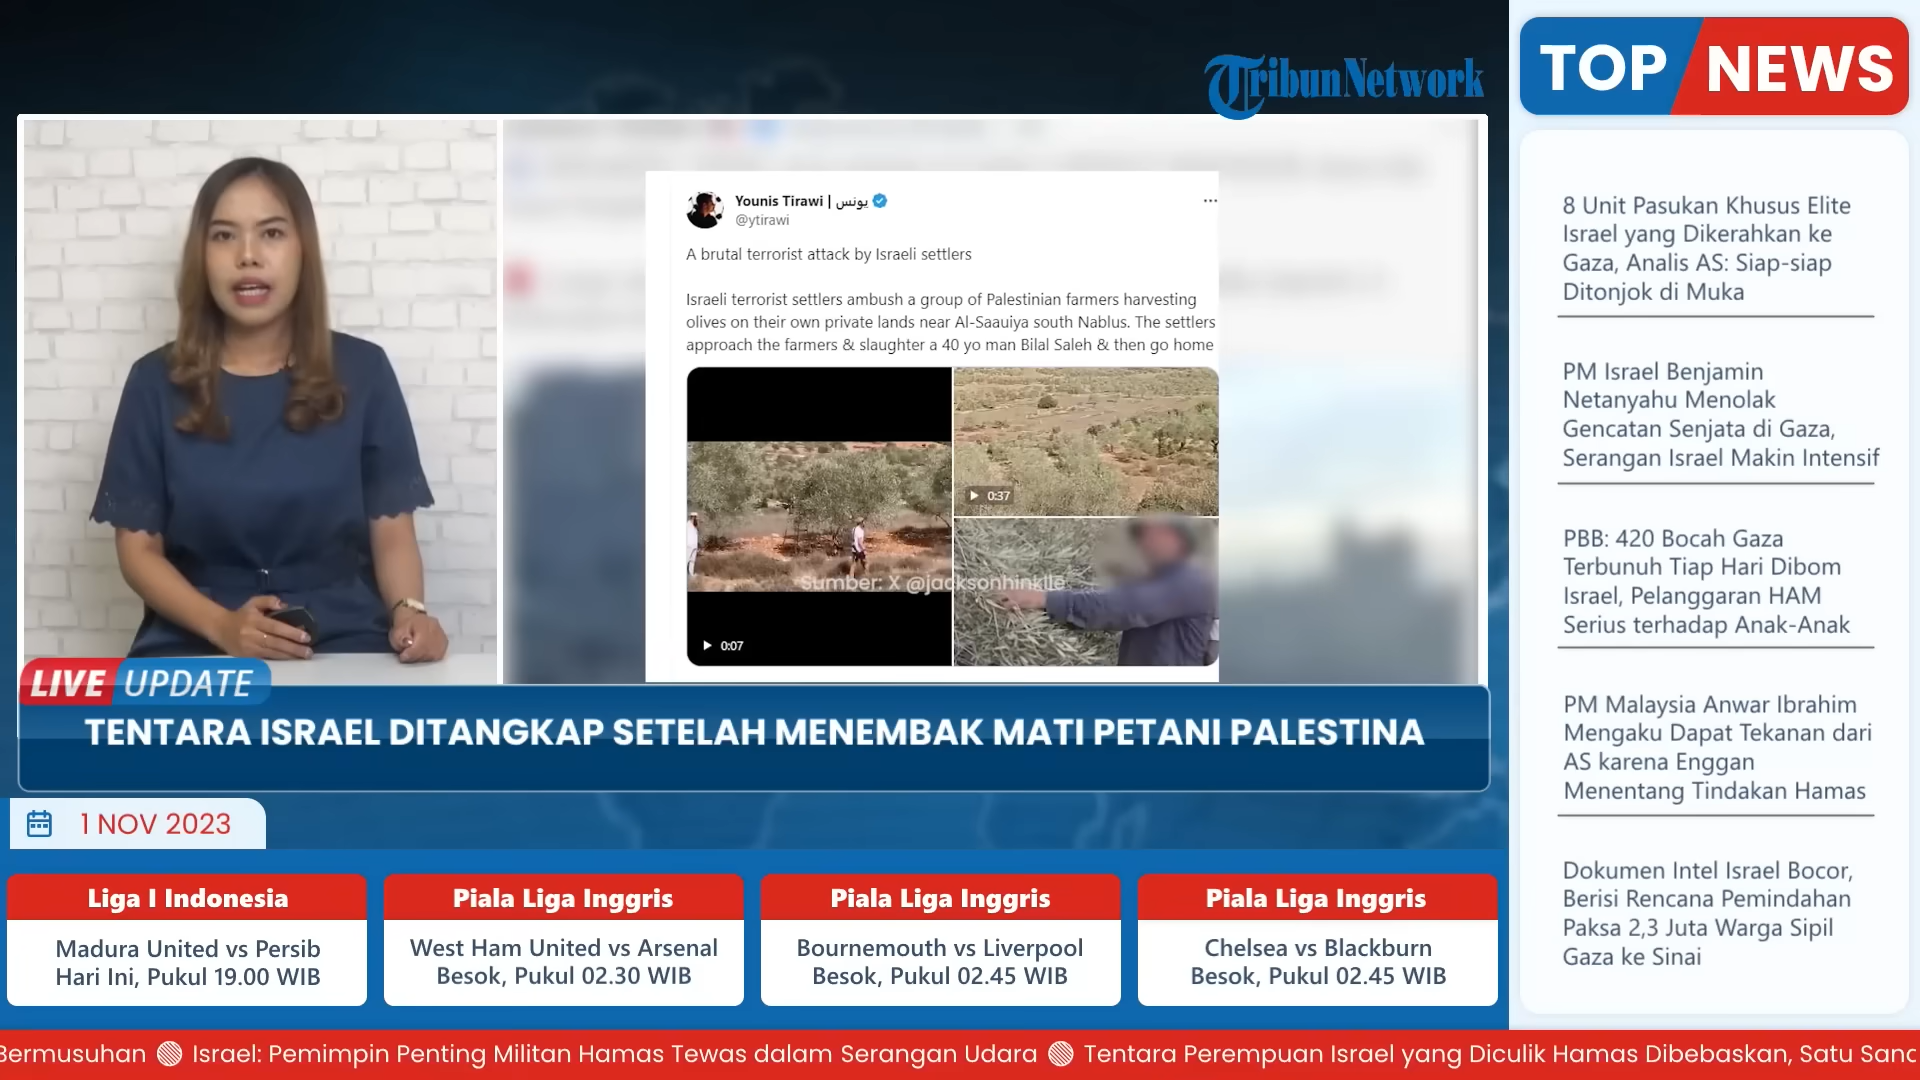 TribunNetwork
TOP NEWS
Younis Tirawi | يونس
@ytirawi
A brutal terrorist attack by Israeli settlers
Israeli terrorist settlers ambush a group of Palestinian farmers harvesting
olives on their own private lands near Al-Saauiya south Nablus. The settlers
approach the farmers & slaughter a 40 yo man Bilal Saleh & then go home
0:37
Sumber: X @jacksonhinklle
0:07
LIVE UPDATE
TENTARA ISRAEL DITANGKAP SETELAH MENEMBAK MATI PETANI PALESTINA
1 NOV 2023
Liga I Indonesia
Madura United vs Persib
Hari Ini, Pukul 19.00 WIB
Piala Liga Inggris
West Ham United vs Arsenal
Besok, Pukul 02.30 WIB
Piala Liga Inggris
Bournemouth vs Liverpool
Besok, Pukul 02.45 WIB
Piala Liga Inggris
Chelsea vs Blackburn
Besok, Pukul 02.45 WIB
8 Unit Pasukan Khusus Elite
Israel yang Dikerahkan ke
Gaza, Analis AS: Siap-siap
Ditonjok di Muka
PM Israel Benjamin
Netanyahu Menolak
Gencatan Senjata di Gaza,
Serangan Israel Makin Intensif
PBB: 420 Bocah Gaza
Terbunuh Tiap Hari Dibom
Israel, Pelanggaran HAM
Serius terhadap Anak-Anak
PM Malaysia Anwar Ibrahim
Mengaku Dapat Tekanan dari
AS karena Enggan
Menentang Tindakan Hamas
Dokumen Intel Israel Bocor,
Berisi Rencana Pemindahan
Paksa 2,3 Juta Warga Sipil
Gaza ke Sinai
Bermusuhan Israel: Pemimpin Penting Militan Hamas Tewas dalam Serangan Udara Tentara Perempuan Israel yang Diculik Hamas Dibebaskan, Satu